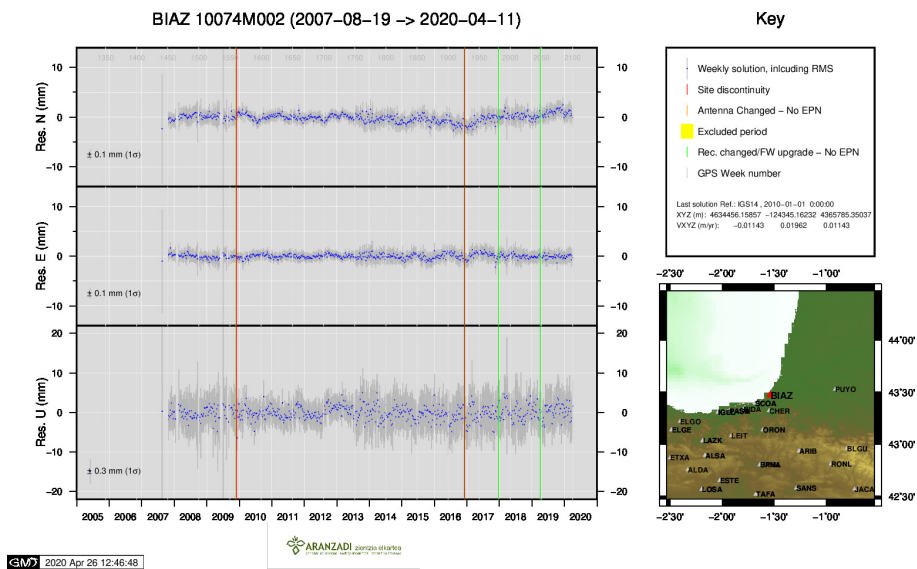 BIAZ 10074M002 (2007−08−19 −> 2020−04−11)
Key
1350 1400 1450 1500 1550 1600 1650 1700 1750 1800 1850 1900 1950 2000 2050 2100
Res. N (mm)
10 10
0 0
−10 −10
± 0.1 mm (1σ)
Res. E (mm)
10 10
0 0
−10 −10
± 0.1 mm (1σ)
Res. U (mm)
20 20
10 10
0 0
−10 −10
± 0.3 mm (1σ)
−20 −20
2005 2006 2007 2008 2009 2010 2011 2012 2013 2014 2015 2016 2017 2018 2019 2020
Weekly solution, inlcuding RMS
Site discontinuity
Antenna Changed − No EPN
Excluded period
Rec. changed/FW upgrade − No EPN
GPS Week number
Last solution Ref.: IGS14 , 2010−01−01 0:00:00
XYZ (m): 4634456.15857 −124345.16232 4365785.35037
VXYZ (m/yr): −0.01143 0.01962 0.01143
−2˚30' −2˚00' −1˚30' −1˚00'
44˚00'
PUYO
43˚30'
BIAZ
SCOA
CHER
ELGO
ELGE
ORON
LEIT
LAZK
43˚00'
BLGU
ARIB
ETXA
ALSA
RONL
ALDA
ESTE
SANS
LOSA
TAFA
JACA
42˚30'
−2˚30' −2˚00' −1˚30' −1˚00'
ARANZADI zientzia elkartea
GMT 2020 Apr 26 12:46:48